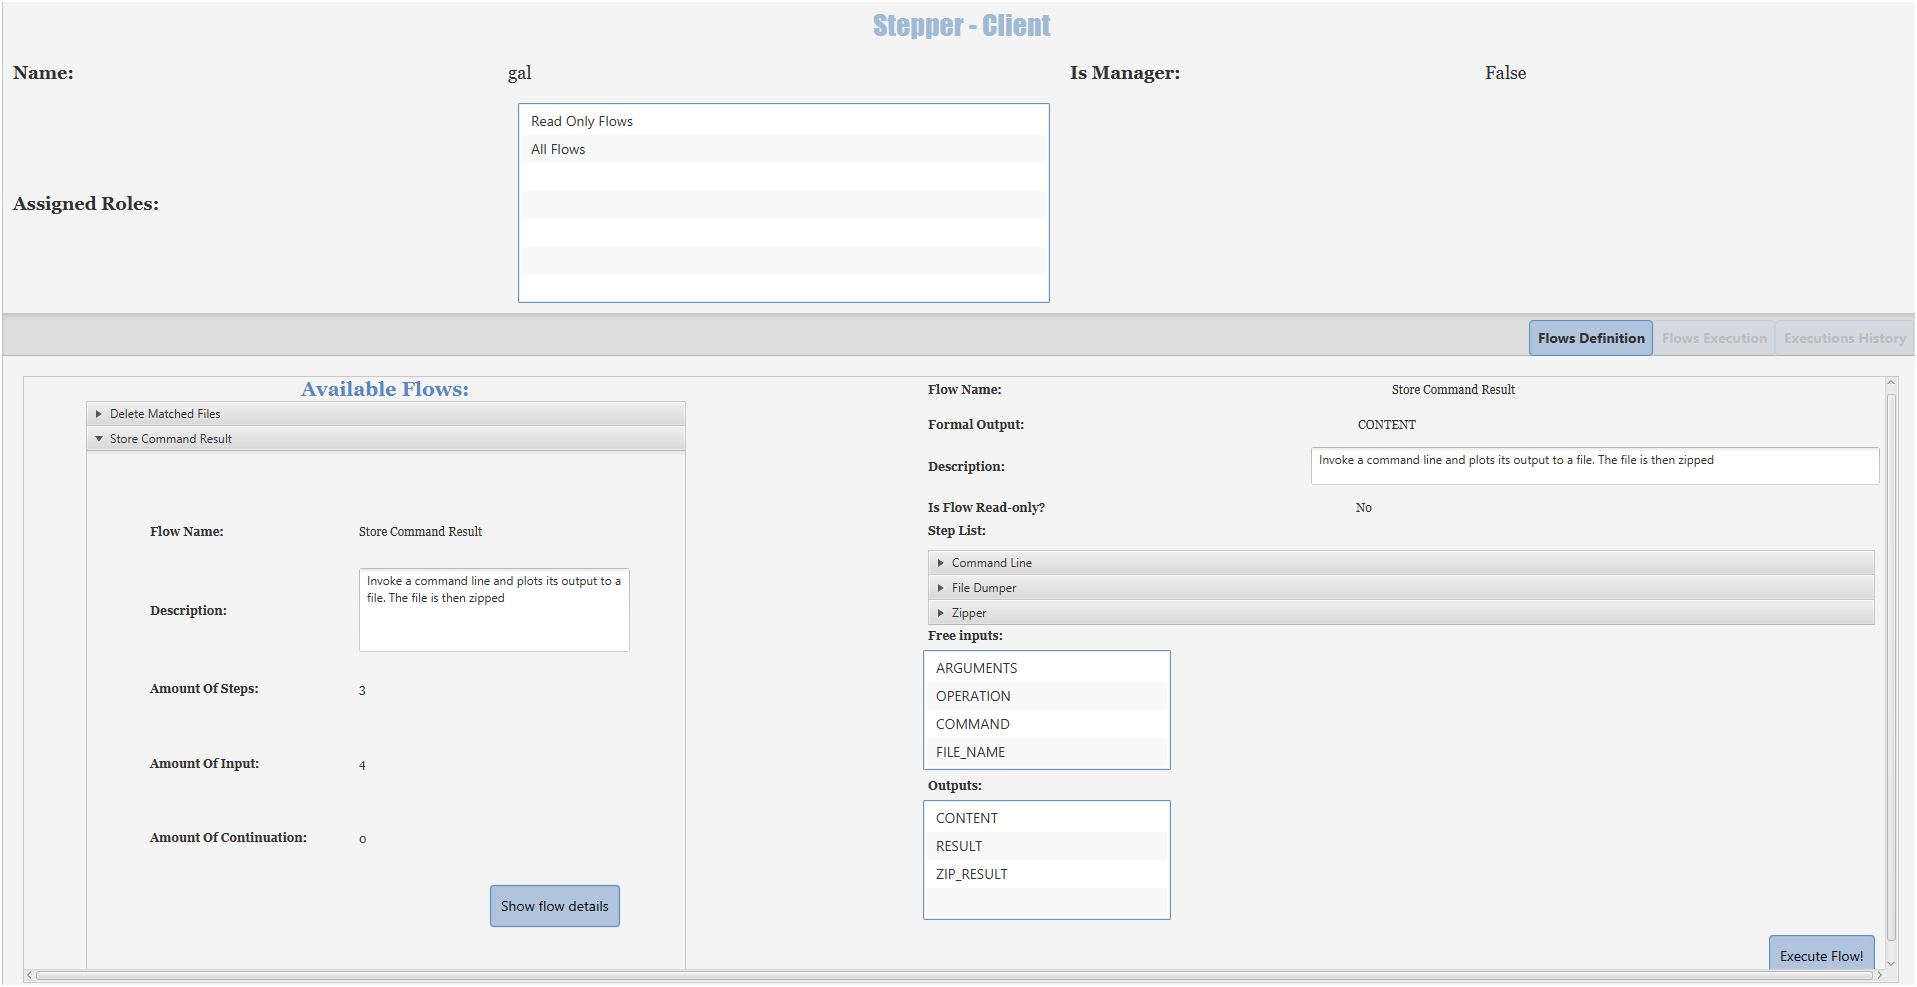 Stepper - Client
Name: gal Is Manager: False
Read Only Flows
All Flows
Assigned Roles:
Flows Definition Flows Execution Executions History
Available Flows:
Delete Matched Files
Store Command Result
Flow Name: Store Command Result
Description: Invoke a command line and plots its output to a
file. The file is then zipped
Amount Of Steps: 3
Amount Of Input: 4
Amount Of Continuation: 0
Show flow details
Flow Name: Store Command Result
Formal Output: CONTENT
Description: Invoke a command line and plots its output to a file. The file is then zipped
Is Flow Read-only? No
Step List:
Command Line
File Dumper
Zipper
Free inputs:
ARGUMENTS
OPERATION
COMMAND
FILE_NAME
Outputs:
CONTENT
RESULT
ZIP_RESULT
Execute Flow!